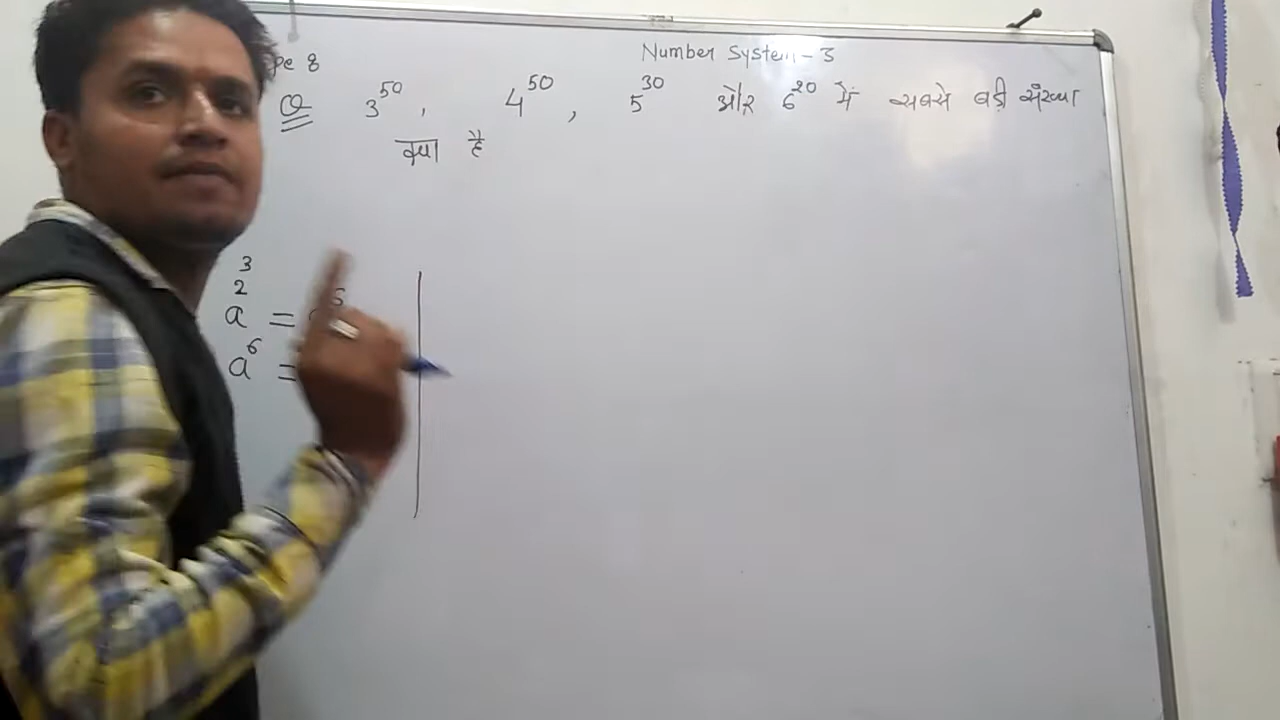 Number System-3
pe 8
Q 3^50, 4^50, 5^30 और 6^20 में सबसे बडी संख्या
क्या है
a^2^3 =
a^6 =